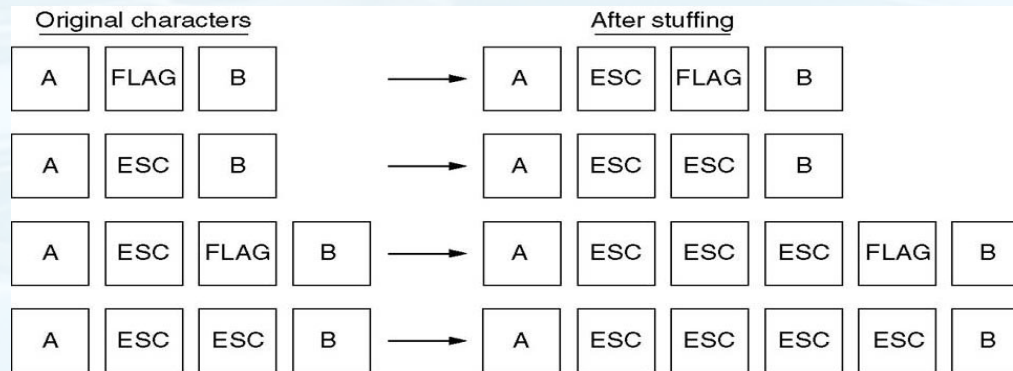 Original characters After stuffing
A FLAG B A ESC FLAG B
A ESC B A ESC ESC B
A ESC FLAG B A ESC ESC ESC FLAG B
A ESC ESC B A ESC ESC ESC ESC B